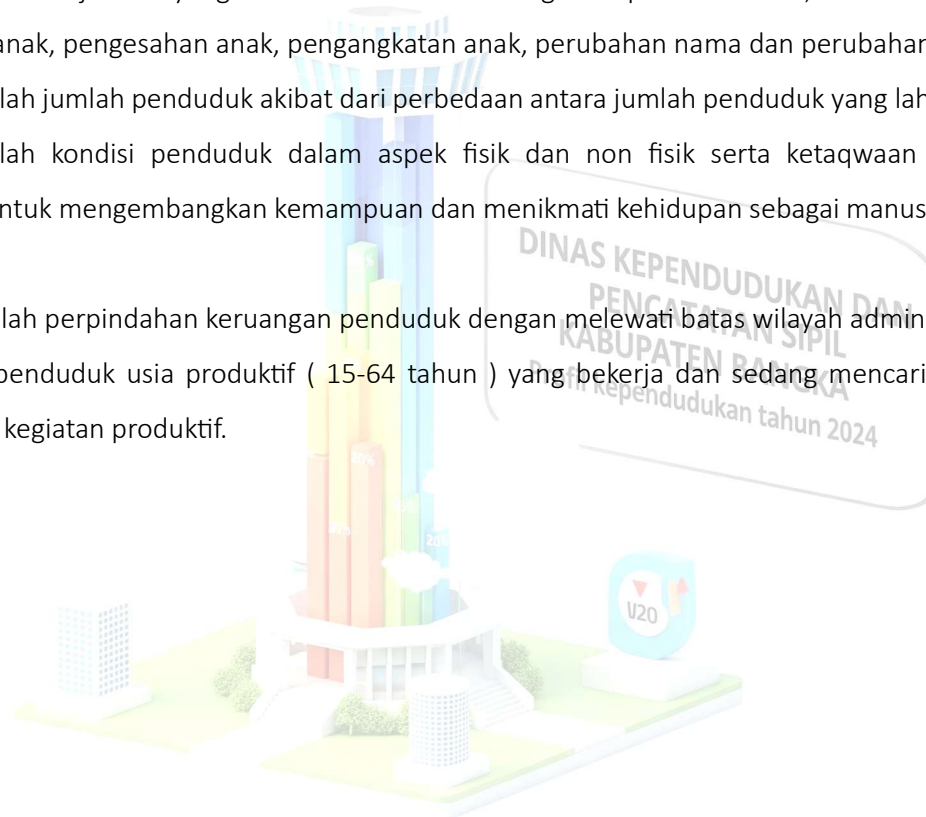 anak, pengesahan anak, pengangkatan anak, perubahan nama dan perubahan
lah jumlah penduduk akibat dari perbedaan antara jumlah penduduk yang lah
lah kondisi penduduk dalam aspek fisik dan non fisik serta ketaqwaan
ntuk mengembangkan kemampuan dan menikmati kehidupan sebagai manus
lah perpindahan keruangan penduduk dengan melewati batas wilayah admin
penduduk usia produktif ( 15-64 tahun ) yang bekerja dan sedang mencari
kegiatan produktif.
DINAS KEPENDUDUKAN DAN
PENCATATAN SIPIL
KABUPATEN BANGKA
Profil Kependudukan tahun 2024
20%
20%
V20